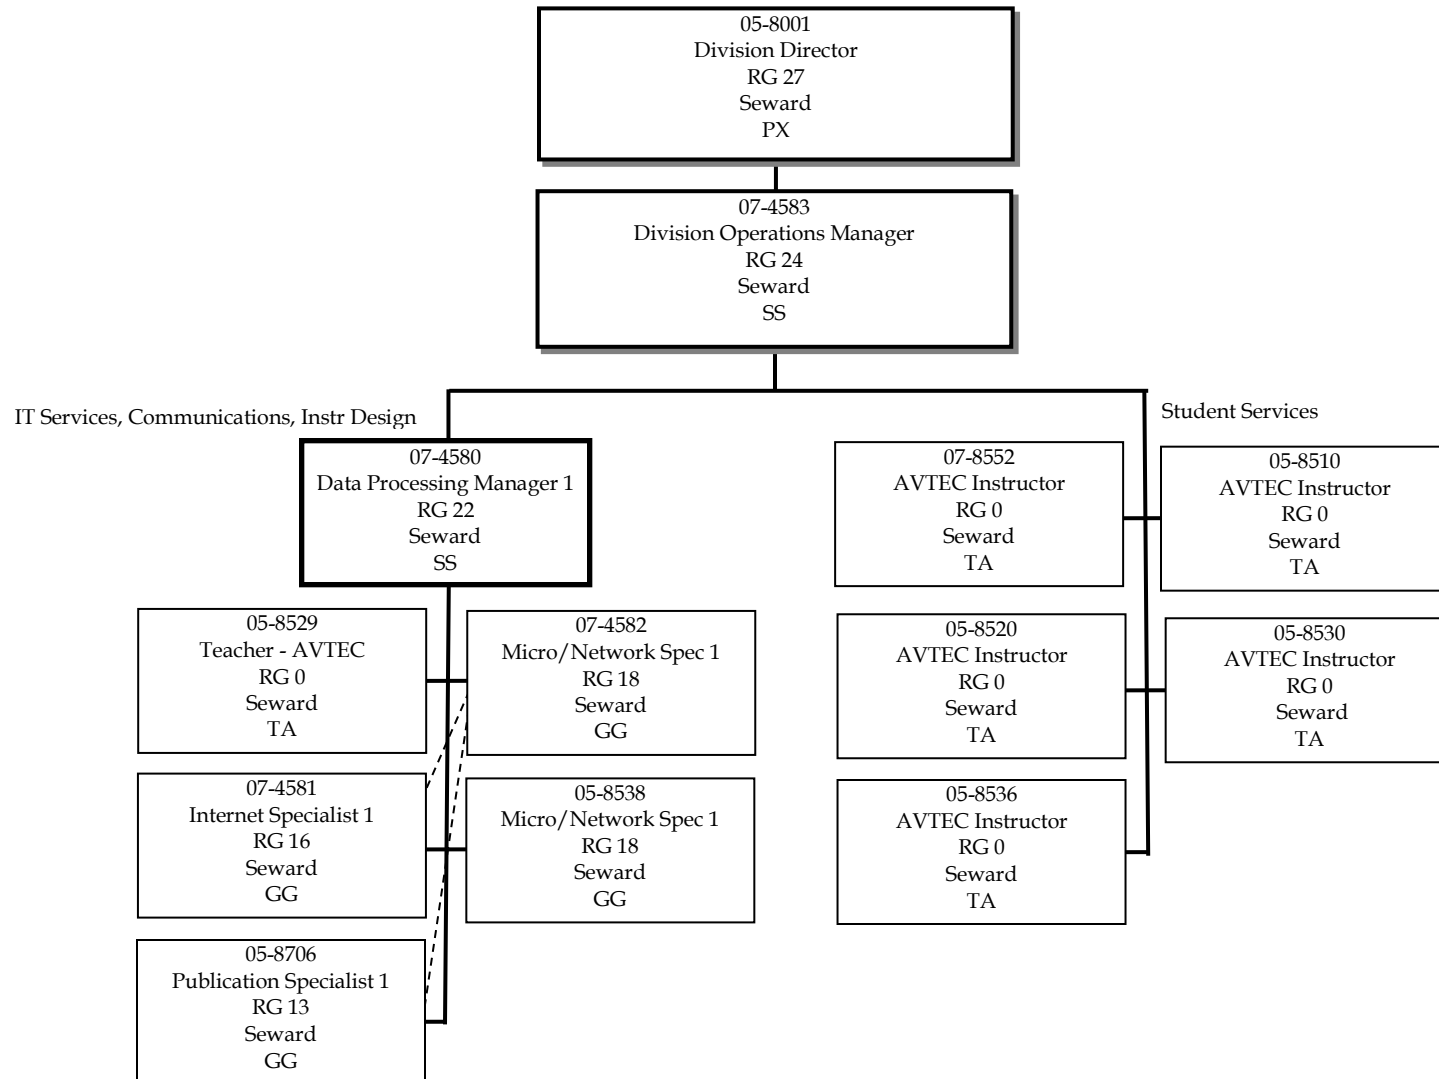 05-8001
Division Director
RG 27
Seward
PX
07-4583
Division Operations Manager
RG 24
Seward
SS
IT Services, Communications, Instr Design
Student Services
07-4580
Data Processing Manager 1
RG 22
Seward
SS
05-8529
Teacher - AVTEC
RG 0
Seward
TA
07-4582
Micro/Network Spec 1
RG 18
Seward
GG
07-4581
Internet Specialist 1
RG 16
Seward
GG
05-8538
Micro/Network Spec 1
RG 18
Seward
GG
05-8706
Publication Specialist 1
RG 13
Seward
GG
07-8552
AVTEC Instructor
RG 0
Seward
TA
05-8510
AVTEC Instructor
RG 0
Seward
TA
05-8520
AVTEC Instructor
RG 0
Seward
TA
05-8530
AVTEC Instructor
RG 0
Seward
TA
05-8536
AVTEC Instructor
RG 0
Seward
TA